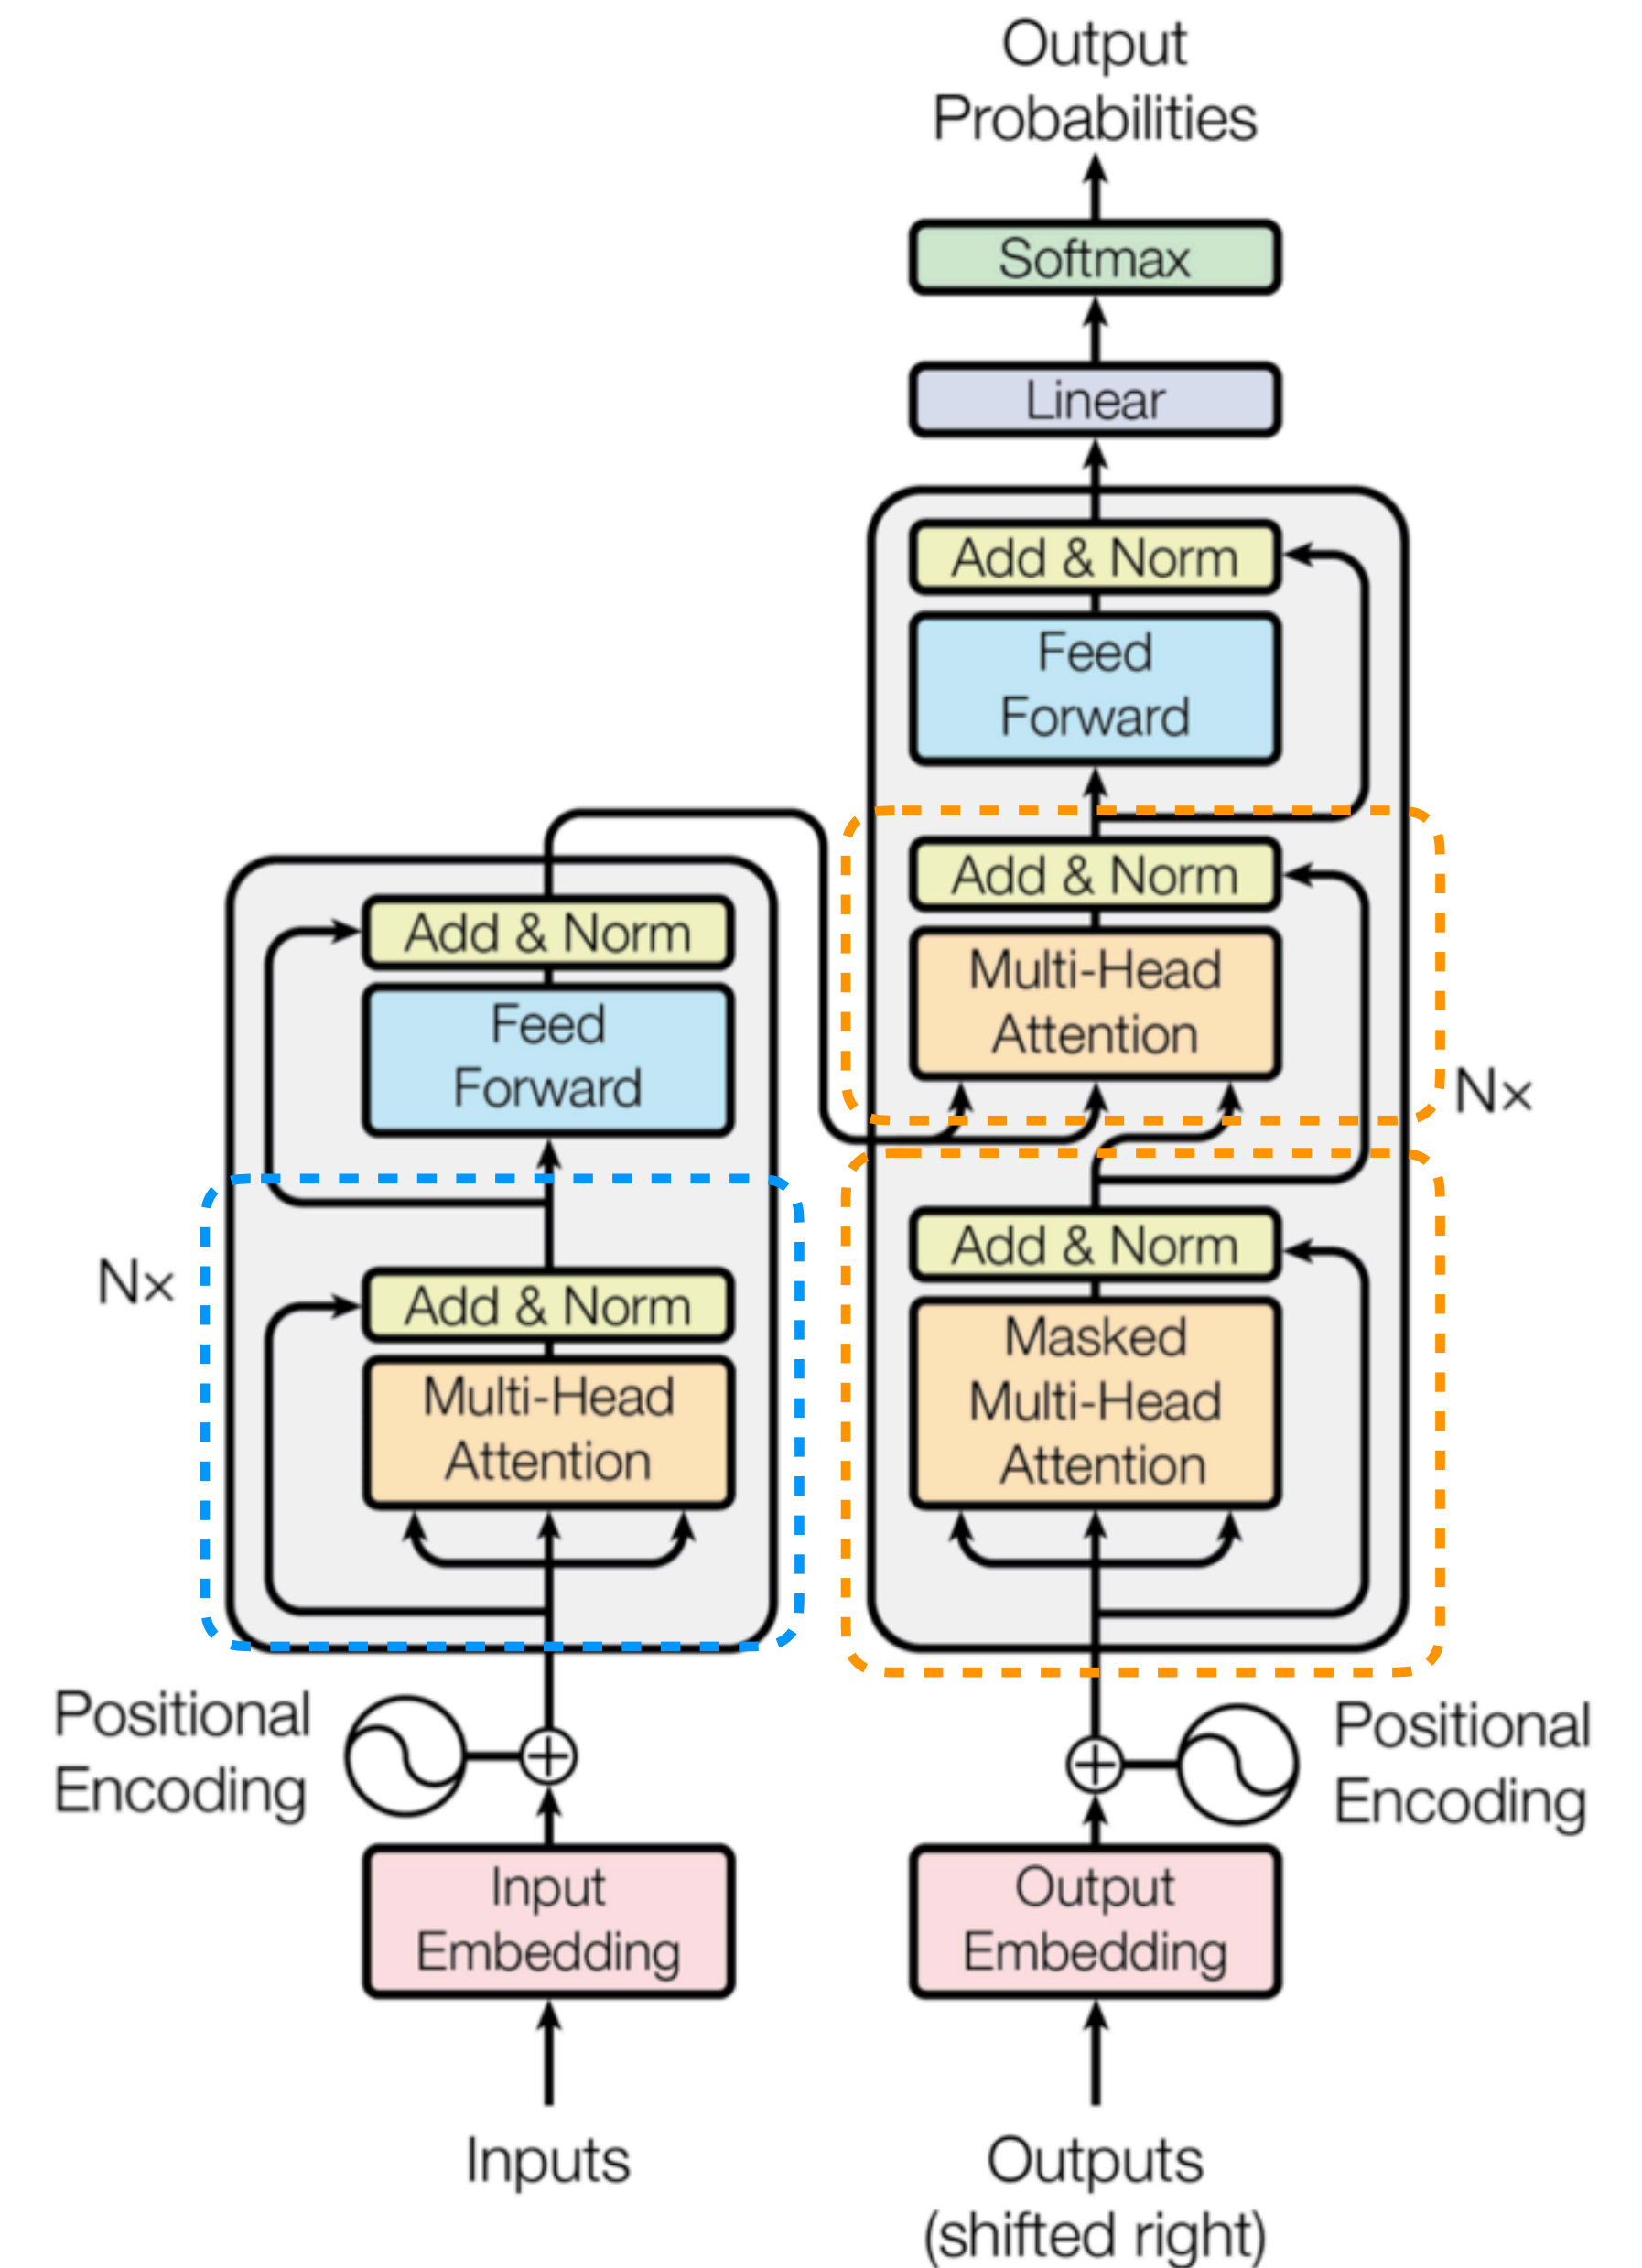 Output
Probabilities
Softmax
Linear
Add & Norm
Feed
Forward
Add & Norm
Multi-Head
Attention
N×
Add & Norm
Masked
Multi-Head
Attention
Add & Norm
Feed
Forward
N×
Add & Norm
Multi-Head
Attention
Positional
Encoding
Positional
Encoding
Input
Embedding
Output
Embedding
Inputs
Outputs
(shifted right)